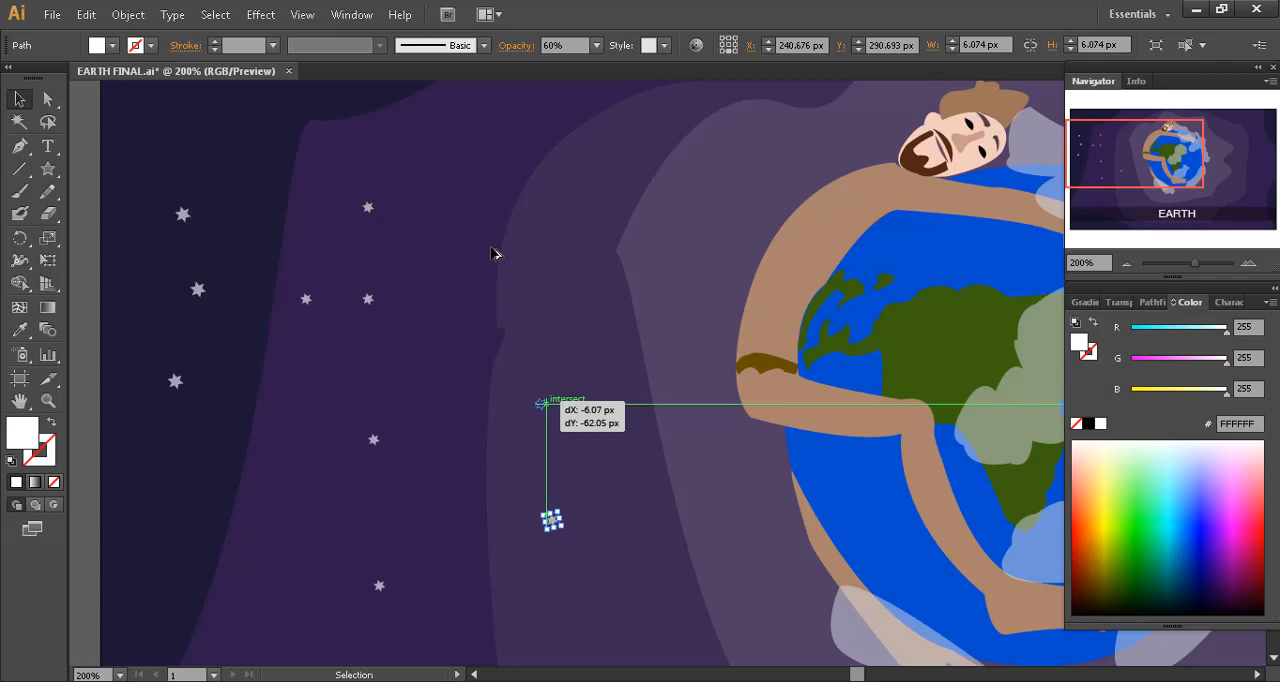 Ai File Edit Object Type Select Effect View Window Help Br Essentials
Path Stroke: Basic Opacity: 60% Style: X: 240.676 px Y: 290.693 px W: 6.074 px H: 6.074 px
EARTH FINAL.ai* @ 200% (RGB/Preview) ×
Navigator Info
EARTH
200%
Gradie Transp Pathfi Color Charac
R 255
G 255
B 255
# FFFFFF
intersect
dX: -6.07 px
dY: -62.05 px
200% 1 Selection